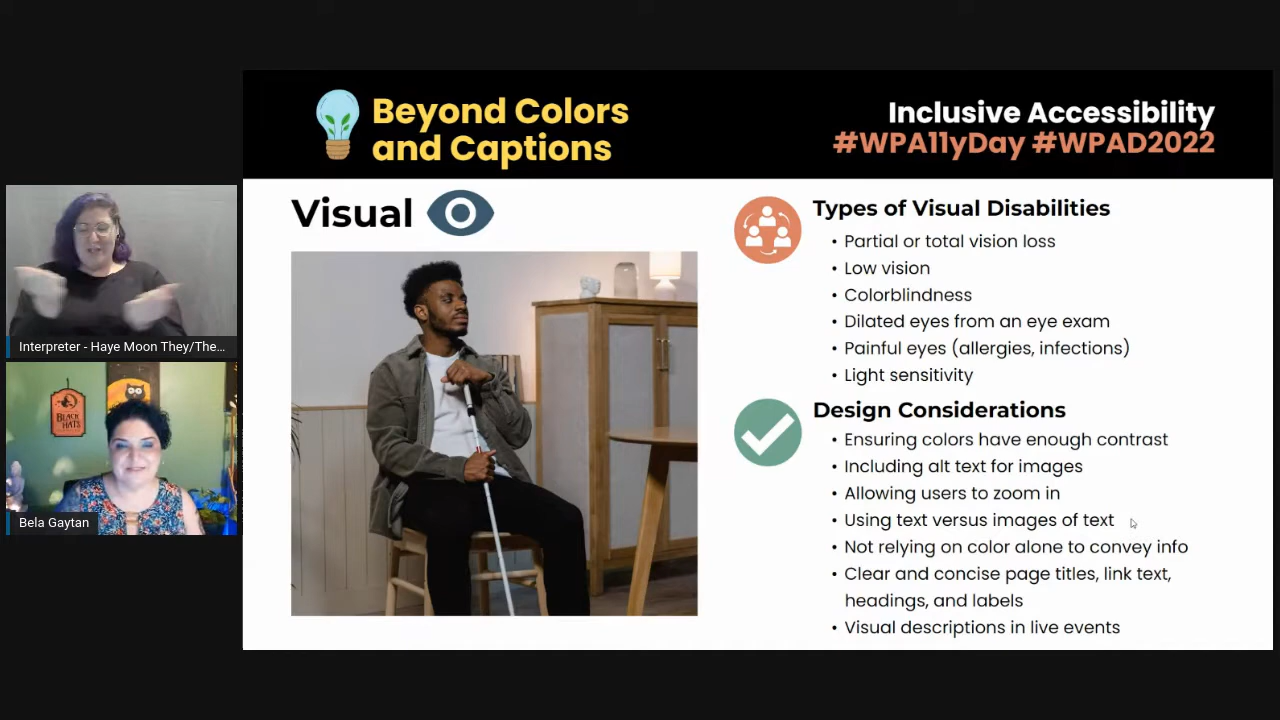 Beyond Colors
and Captions
Inclusive Accessibility
#WPA11yDay #WPAD2022
Interpreter - Haye Moon They/The...
BLACK
HATS
Bela Gaytan
Visual
Types of Visual Disabilities
• Partial or total vision loss
• Low vision
• Colorblindness
• Dilated eyes from an eye exam
• Painful eyes (allergies, infections)
• Light sensitivity
Design Considerations
• Ensuring colors have enough contrast
• Including alt text for images
• Allowing users to zoom in
• Using text versus images of text
• Not relying on color alone to convey info
• Clear and concise page titles, link text,
headings, and labels
• Visual descriptions in live events